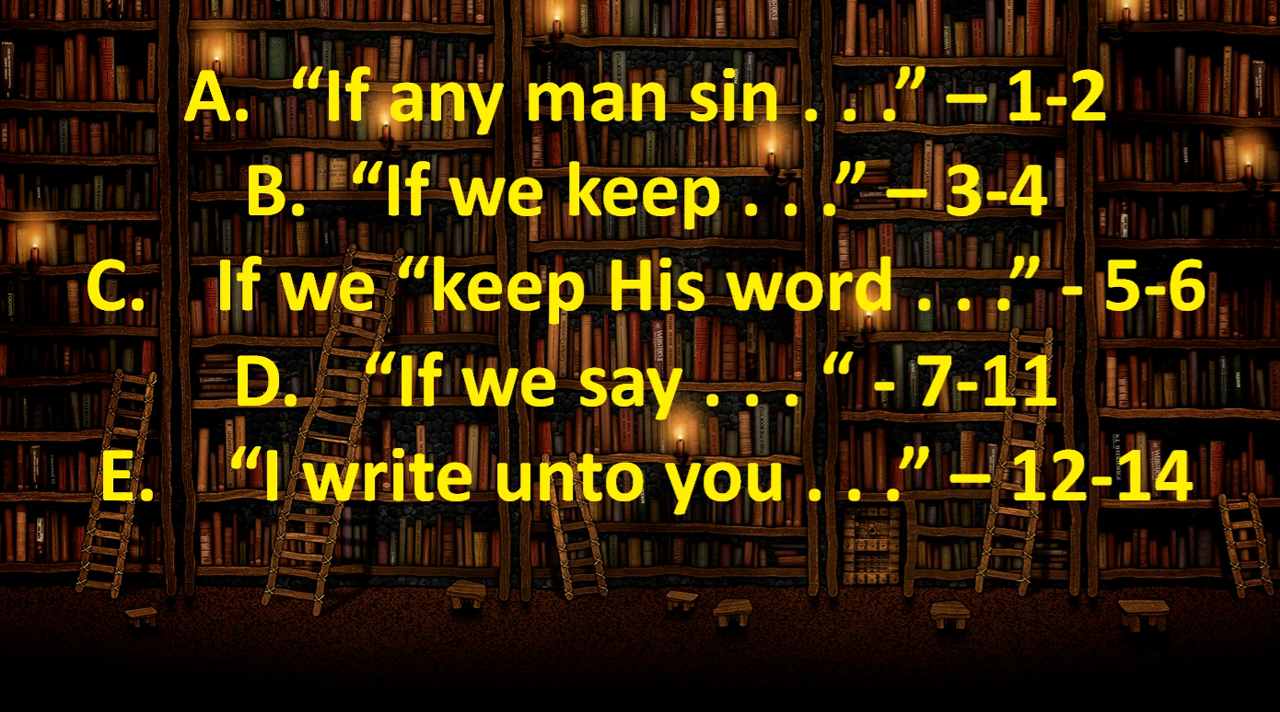 A. “If any man sin . . .” – 1-2
B. “If we keep . . .” – 3-4
C. If we “keep His word . . .” - 5-6
D. “If we say . . . “ - 7-11
E. “I write unto you . . .” – 12-14